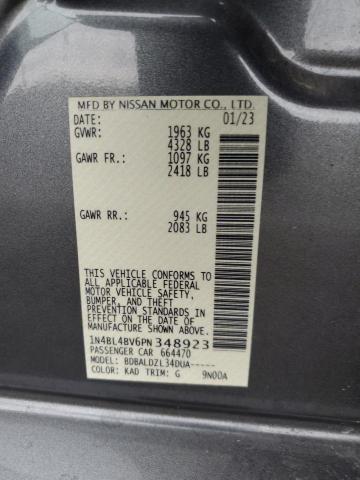 MFD BY NISSAN MOTOR CO., LTD.
DATE: 01/23
GVWR: 1963 KG
4328 LB
GAWR FR.: 1097 KG
2418 LB
GAWR RR.: 945 KG
2083 LB
THIS VEHICLE CONFORMS TO
ALL APPLICABLE FEDERAL
MOTOR VEHICLE SAFETY,
BUMPER, AND THEFT
PREVENTION STANDARDS IN
EFFECT ON THE DATE OF
MANUFACTURE SHOWN ABOVE.
1N4BL4BV6PN348923
PASSENGER CAR 664470
MODEL: BDBALDZL34DUA-----
COLOR: KAD TRIM: G 9N00A